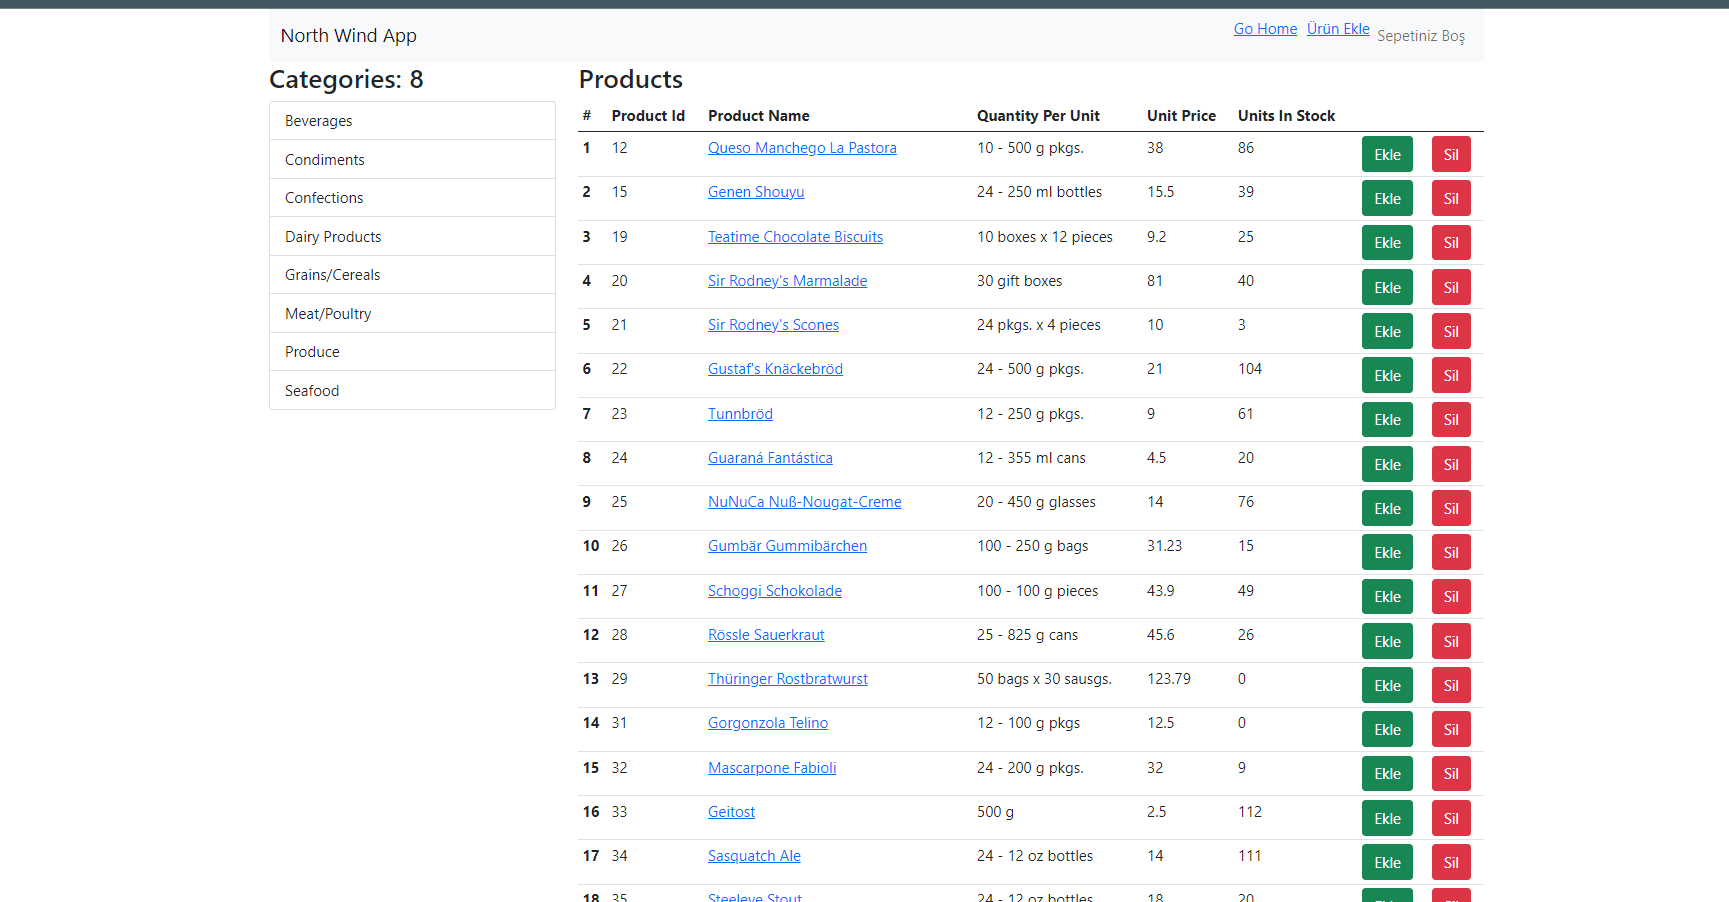 North Wind App Go Home Ürün Ekle Sepetiniz Boş
Categories: 8
Beverages
Condiments
Confections
Dairy Products
Grains/Cereals
Meat/Poultry
Produce
Seafood
Products
# Product Id Product Name Quantity Per Unit Unit Price Units In Stock
1 12 Queso Manchego La Pastora 10 - 500 g pkgs. 38 86 Ekle Sil
2 15 Genen Shouyu 24 - 250 ml bottles 15.5 39 Ekle Sil
3 19 Teatime Chocolate Biscuits 10 boxes x 12 pieces 9.2 25 Ekle Sil
4 20 Sir Rodney's Marmalade 30 gift boxes 81 40 Ekle Sil
5 21 Sir Rodney's Scones 24 pkgs. x 4 pieces 10 3 Ekle Sil
6 22 Gustaf's Knäckebröd 24 - 500 g pkgs. 21 104 Ekle Sil
7 23 Tunnbröd 12 - 250 g pkgs. 9 61 Ekle Sil
8 24 Guaraná Fantástica 12 - 355 ml cans 4.5 20 Ekle Sil
9 25 NuNuCa Nuß-Nougat-Creme 20 - 450 g glasses 14 76 Ekle Sil
10 26 Gumbär Gummibärchen 100 - 250 g bags 31.23 15 Ekle Sil
11 27 Schoggi Schokolade 100 - 100 g pieces 43.9 49 Ekle Sil
12 28 Rössle Sauerkraut 25 - 825 g cans 45.6 26 Ekle Sil
13 29 Thüringer Rostbratwurst 50 bags x 30 sausgs. 123.79 0 Ekle Sil
14 31 Gorgonzola Telino 12 - 100 g pkgs 12.5 0 Ekle Sil
15 32 Mascarpone Fabioli 24 - 200 g pkgs. 32 9 Ekle Sil
16 33 Geitost 500 g 2.5 112 Ekle Sil
17 34 Sasquatch Ale 24 - 12 oz bottles 14 111 Ekle Sil
18 35 Steeleye Stout 24 - 12 oz bottles 18 20